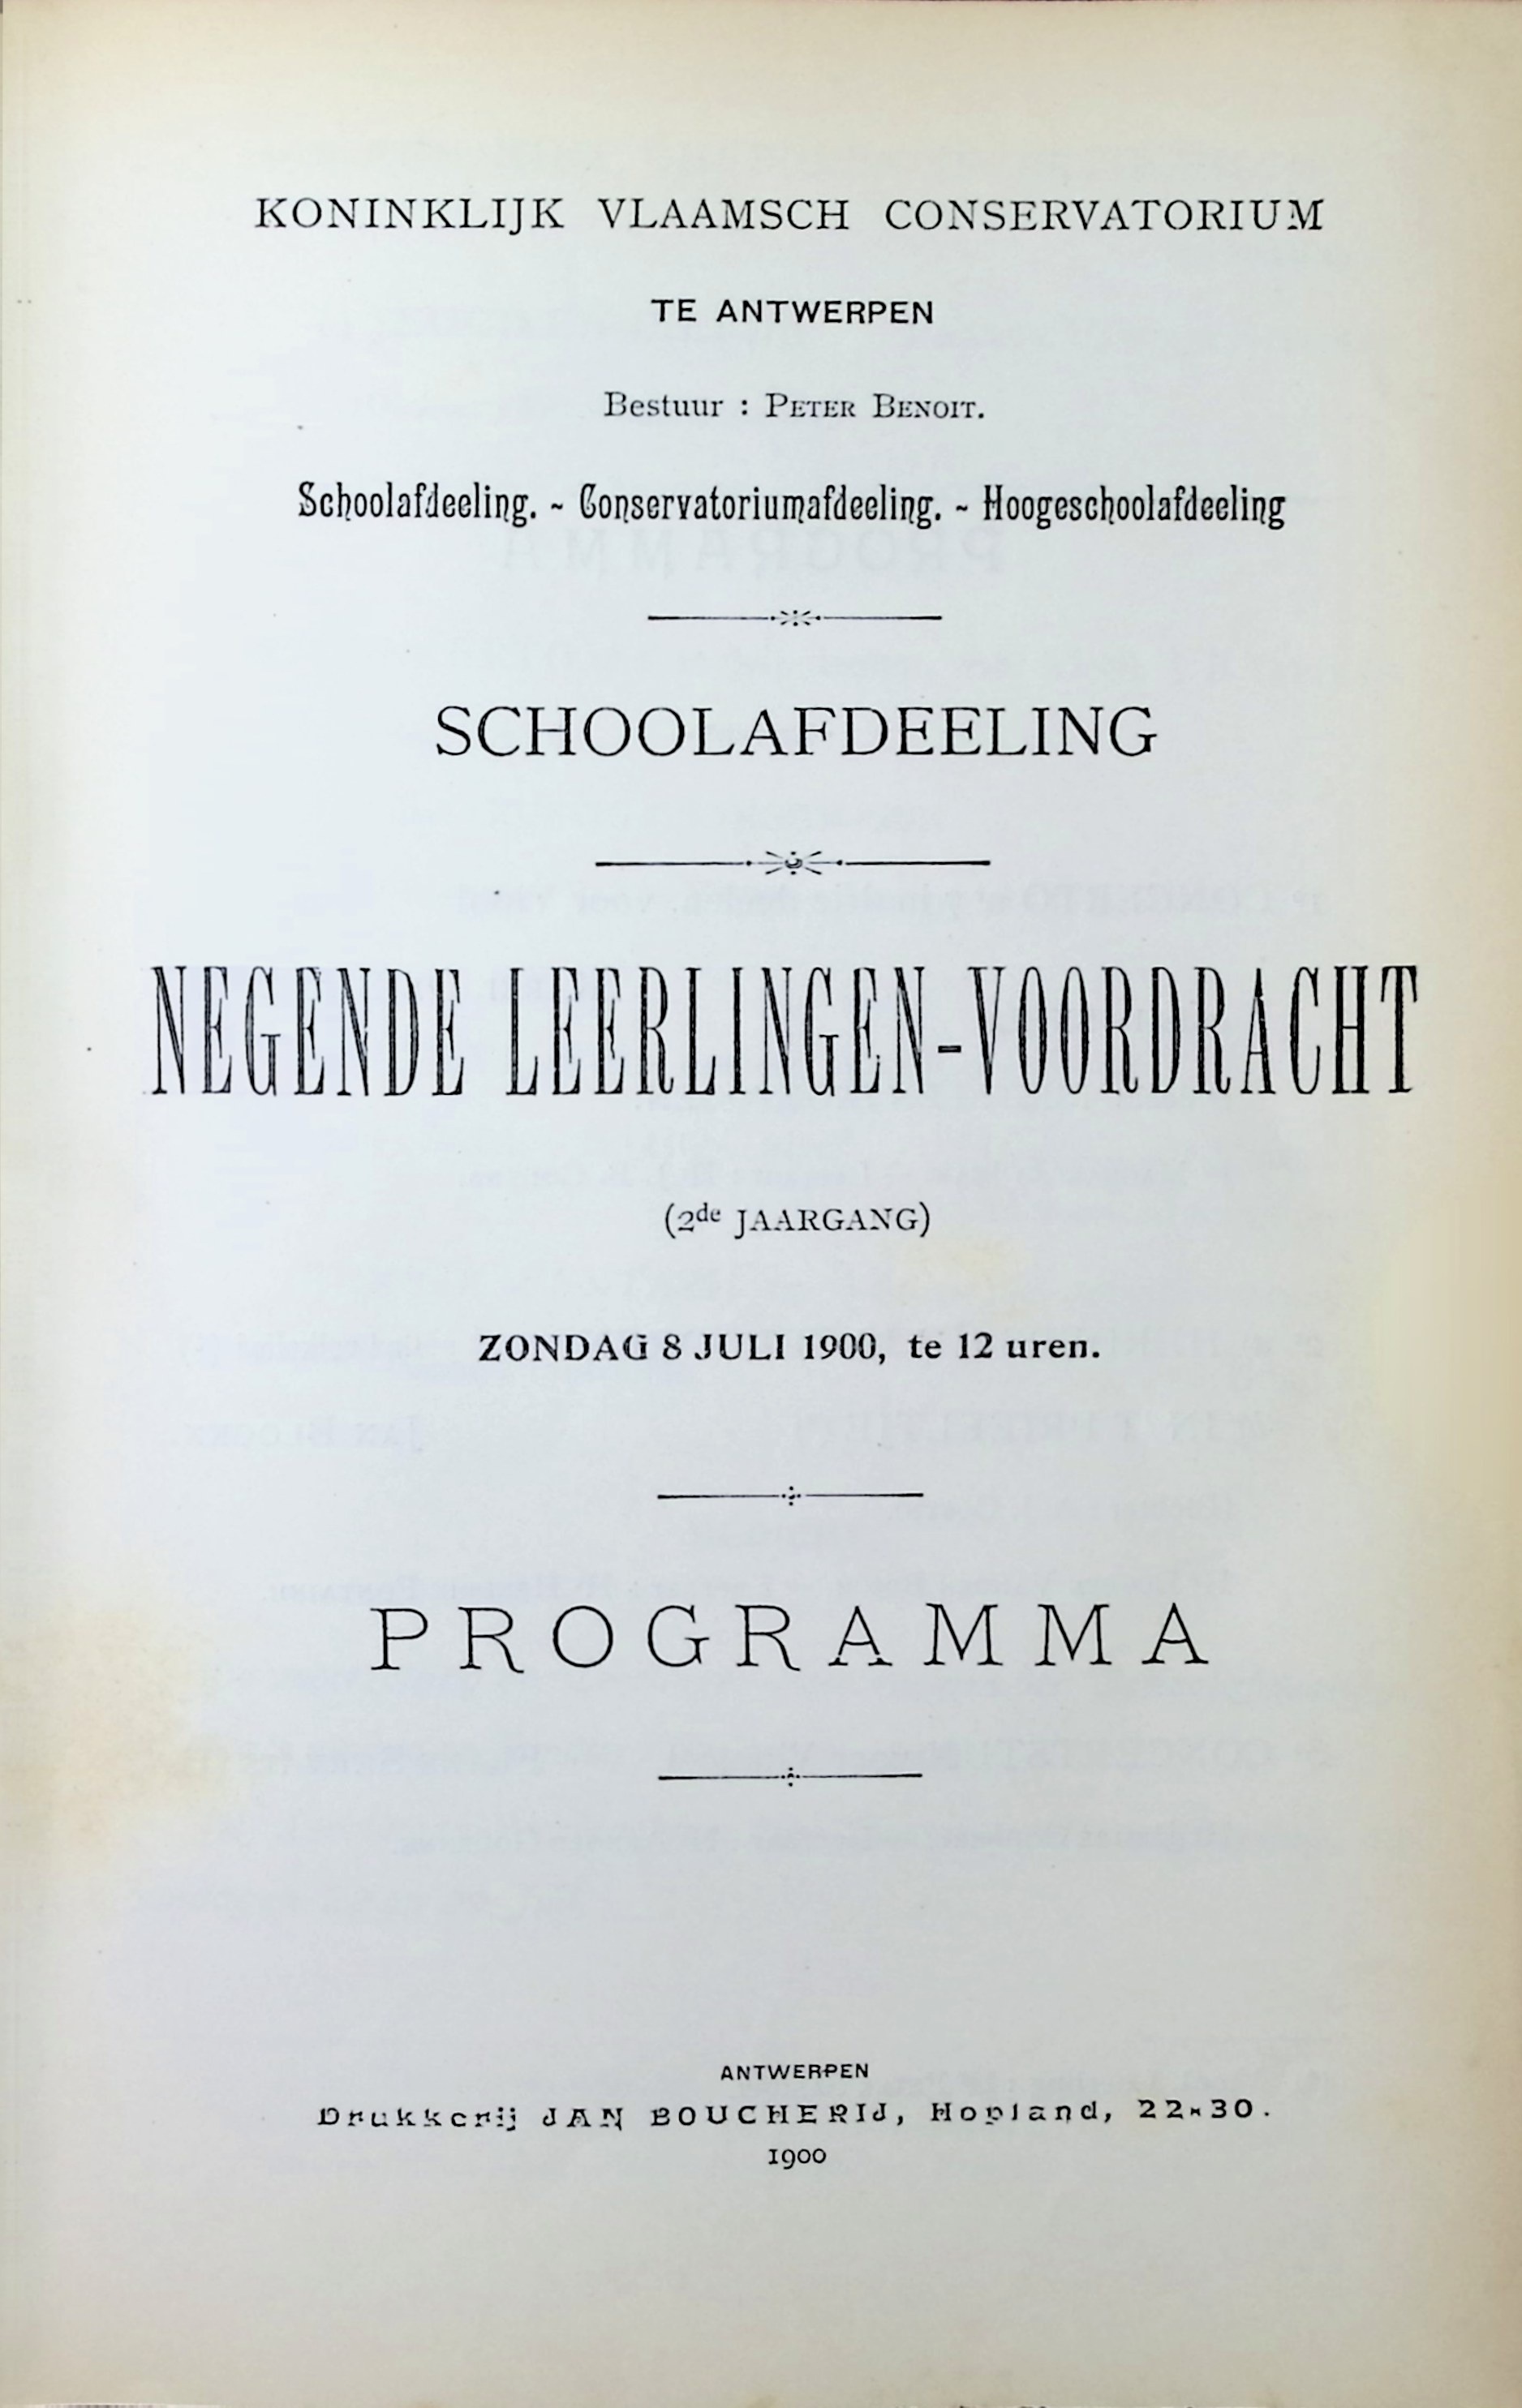 KONINKLIJK VLAAMSCH CONSERVATORIUM
TE ANTWERPEN
Bestuur : PETER BENOIT.
Schoolafdeeling. ~ Conservatoriumafdeeling. ~ Hoogeschoolafdeeling
SCHOOLAFDEELING
NEGENDE LEERLINGEN-VOORDRACHT
(2de JAARGANG)
ZONDAG 8 JULI 1900, te 12 uren.
PROGRAMMA
ANTWERPEN
Drukkerij JAN BOUCHERIJ, Hopland, 22-30.
1900